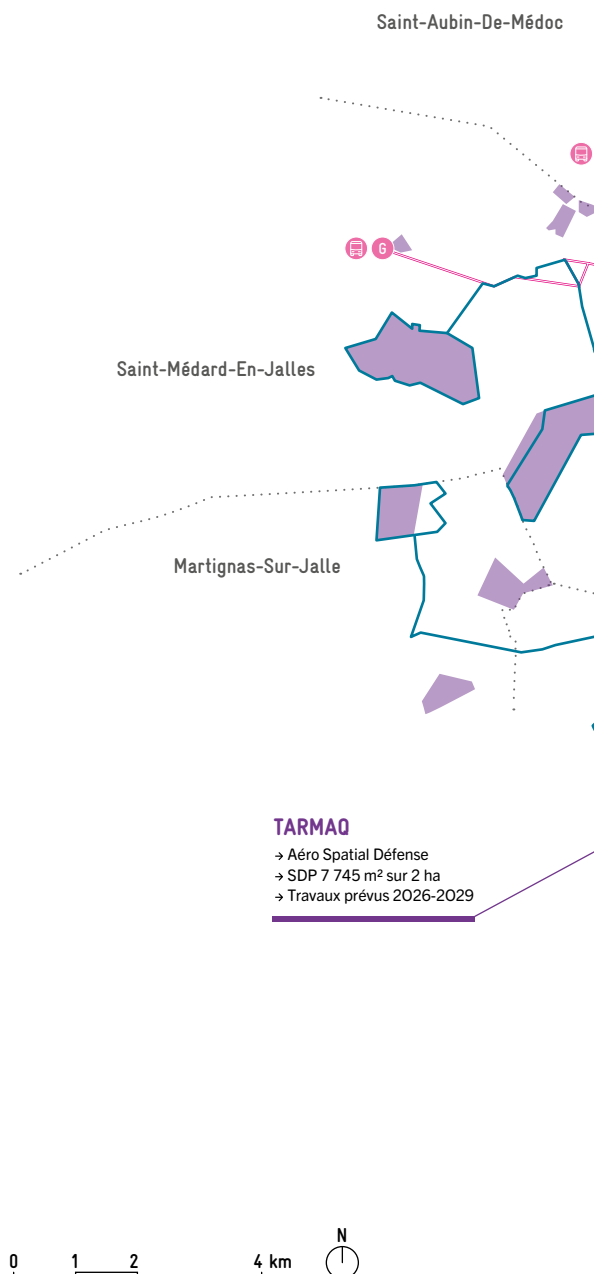 Saint-Aubin-De-Médoc
G
Saint-Médard-En-Jalles
Martignas-Sur-Jalle
TARMAQ
→ Aéro Spatial Défense
→ SDP 7 745 m² sur 2 ha
→ Travaux prévus 2026-2029
N
0 1 2 4 km